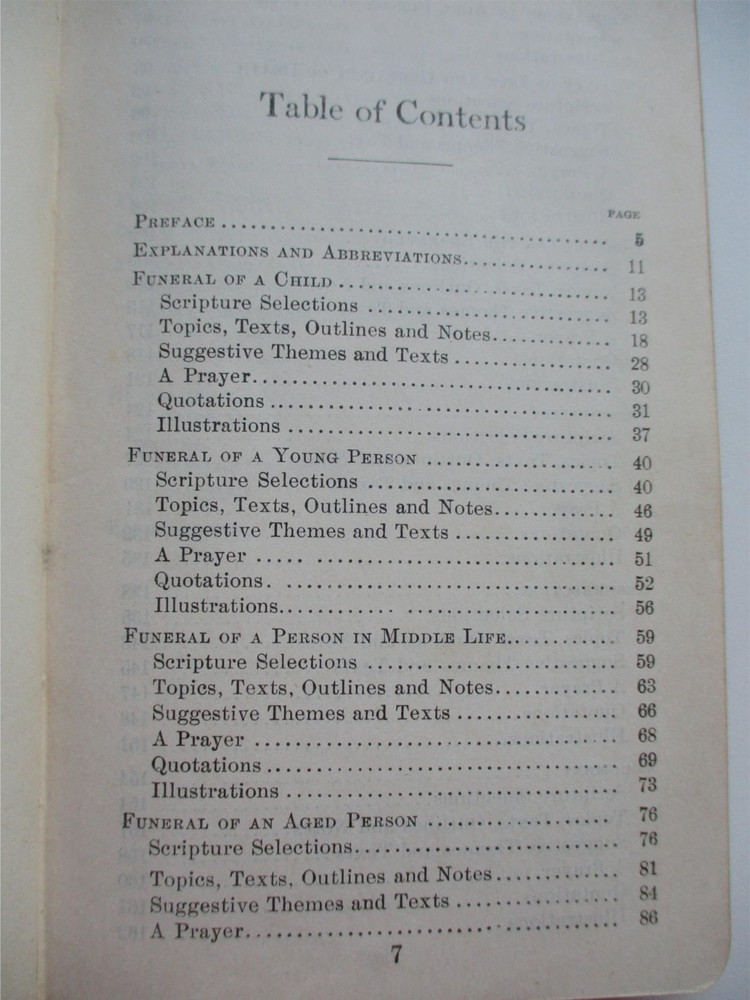 Table of Contents
PAGE
PREFACE ........................................ 5
EXPLANATIONS AND ABBREVIATIONS............... 11
FUNERAL OF A CHILD ............................ 13
Scripture Selections ......................... 13
Topics, Texts, Outlines and Notes............ 18
Suggestive Themes and Texts ................ 28
A Prayer..................................... 30
Quotations ................................... 31
Illustrations ................................. 37
FUNERAL OF A YOUNG PERSON ................... 40
Scripture Selections ......................... 40
Topics, Texts, Outlines and Notes............ 46
Suggestive Themes and Texts ................ 49
A Prayer ..... .............................. 51
Quotations. ................................. 52
Illustrations............ ..................... 56
FUNERAL OF A PERSON IN MIDDLE LIFE........... 59
Scripture Selections ......................... 59
Topics, Texts, Outlines and Notes............ 63
Suggestive Themes and Texts ................ 66
A Prayer ..................................... 68
Quotations ................................... 69
Illustrations ................................. 73
FUNERAL OF AN AGED PERSON ................... 76
Scripture Selections.......................... 76
Topics, Texts, Outlines and Notes............ 81
Suggestive Themes and Texts ................ 84
A Prayer..................................... 86
7